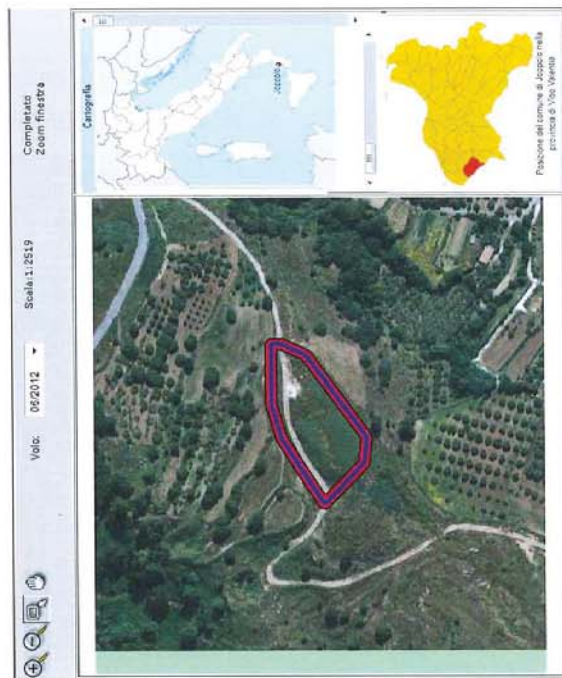 Completato
Zoom finestra
Volo: 06/2012 Scala:1:2519
Cartografia
Joppolo
Posizione del comune di Joppolo nella
provincia di Vibo Valentia